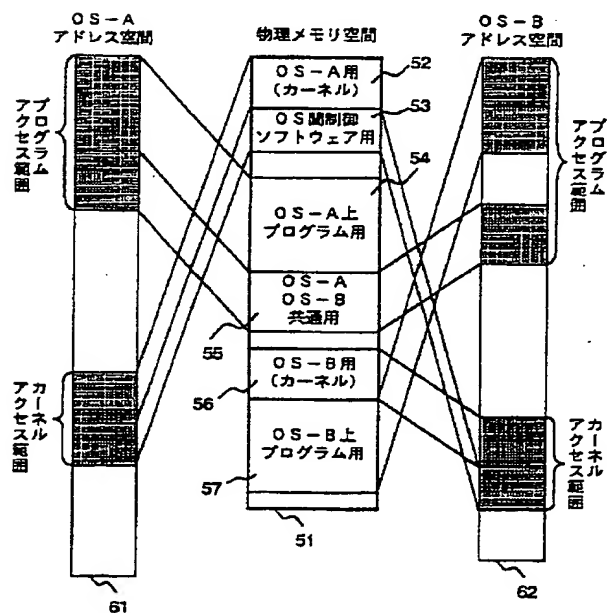 OS-A
アドレス空間
物理メモリ空間
OS-B
アドレス空間
プログラム
アクセス範囲
カーネル
アクセス範囲
OS-A用
(カーネル)
52
OS間制御
ソフトウェア用
53
54
OS-A上
プログラム用
OS-A
OS-B
共通用
55
OS-B用
(カーネル)
56
OS-B上
プログラム用
57
51
プログラム
アクセス範囲
カーネル
アクセス範囲
61
62